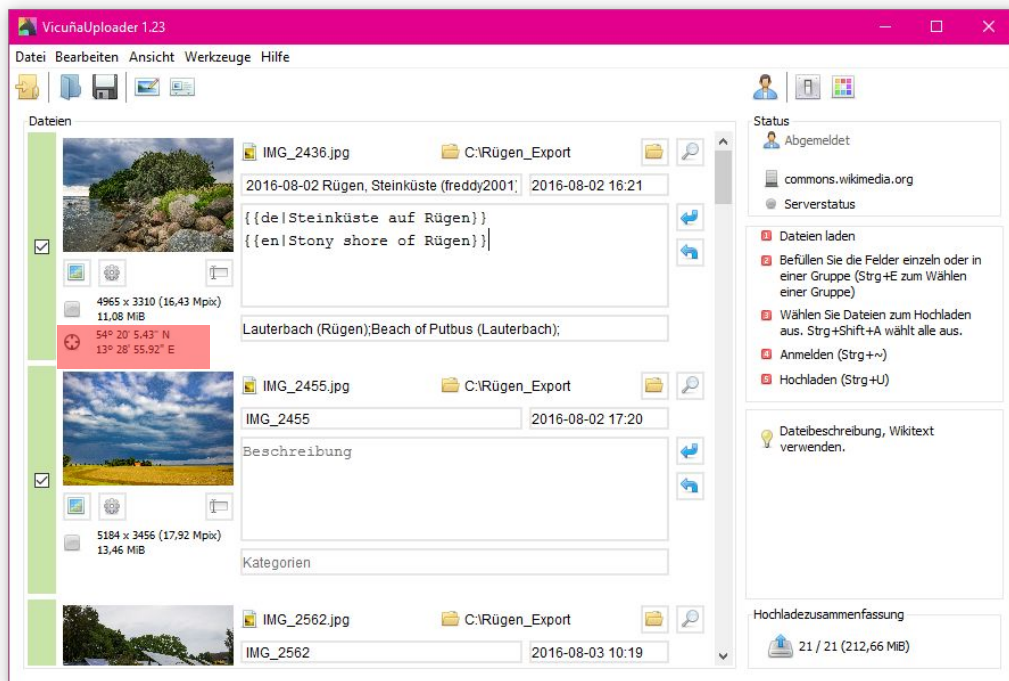 VicuñaUploader 1.23
Datei Bearbeiten Ansicht Werkzeuge Hilfe
Dateien
IMG_2436.jpg C:\Rügen_Export
2016-08-02 Rügen, Steinküste (freddy2001) 2016-08-02 16:21
{{de|Steinküste auf Rügen}}
{{en|Stony shore of Rügen}}
4965 x 3310 (16,43 Mpix)
11,08 MiB
54° 20' 5.43" N
13° 28' 55.92" E
Lauterbach (Rügen);Beach of Putbus (Lauterbach);
IMG_2455.jpg C:\Rügen_Export
IMG_2455 2016-08-02 17:20
Beschreibung
5184 x 3456 (17,92 Mpix)
13,46 MiB
Kategorien
IMG_2562.jpg C:\Rügen_Export
IMG_2562 2016-08-03 10:19
Status
Abgemeldet
commons.wikimedia.org
Serverstatus
1 Dateien laden
2 Befüllen Sie die Felder einzeln oder in
einer Gruppe (Strg+E zum Wählen
einer Gruppe)
3 Wählen Sie Dateien zum Hochladen
aus. Strg+Shift+A wählt alle aus.
4 Anmelden (Strg+~)
5 Hochladen (Strg+U)
Dateibeschreibung, Wikitext
verwenden.
Hochladezusammenfassung
21 / 21 (212,66 MiB)